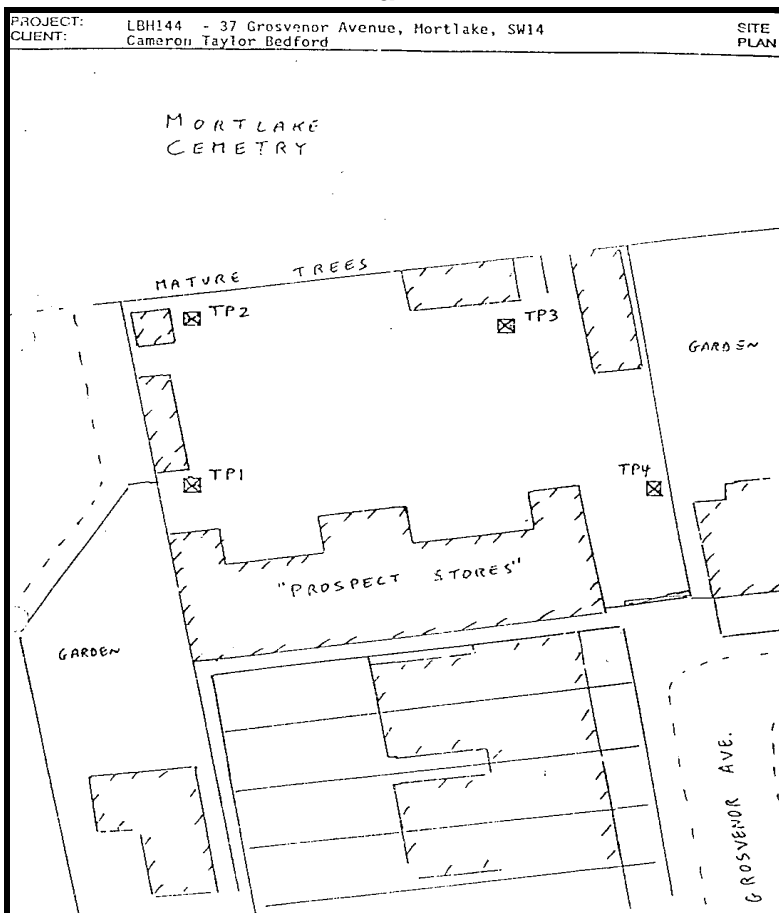 PROJECT: LBH144 - 37 Grosvenor Avenue, Mortlake, SW14 SITE
CLIENT: Cameron Taylor Bedford PLAN
MORTLAKE
CEMETRY
MATURE TREES
TP2
TP3
GARDEN
TP1
TP4
"PROSPECT STORES"
GARDEN
GROSVENOR AVE.